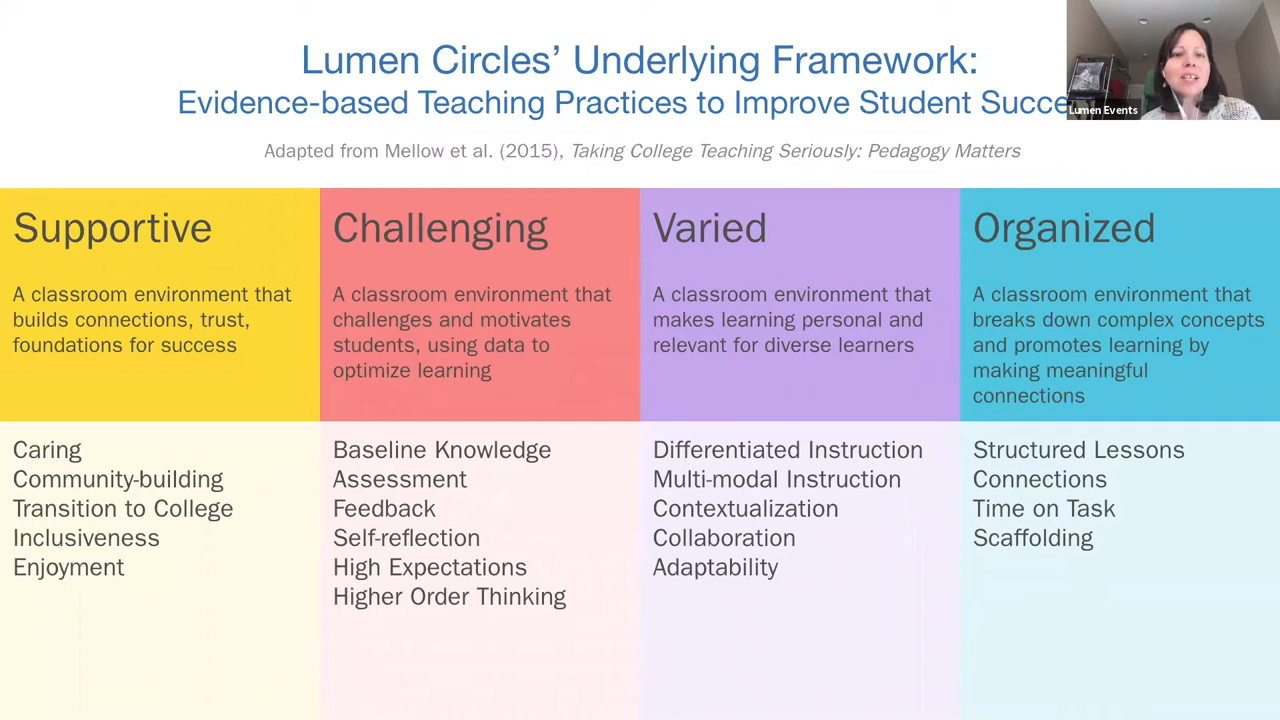 Lumen Circles’ Underlying Framework:
Evidence-based Teaching Practices to Improve Student Succe
Lumen Events
Adapted from Mellow et al. (2015), Taking College Teaching Seriously: Pedagogy Matters
Supportive
A classroom environment that
builds connections, trust,
foundations for success
Caring
Community-building
Transition to College
Inclusiveness
Enjoyment
Challenging
A classroom environment that
challenges and motivates
students, using data to
optimize learning
Baseline Knowledge
Assessment
Feedback
Self-reflection
High Expectations
Higher Order Thinking
Varied
A classroom environment that
makes learning personal and
relevant for diverse learners
Differentiated Instruction
Multi-modal Instruction
Contextualization
Collaboration
Adaptability
Organized
A classroom environment that
breaks down complex concepts
and promotes learning by
making meaningful
connections
Structured Lessons
Connections
Time on Task
Scaffolding